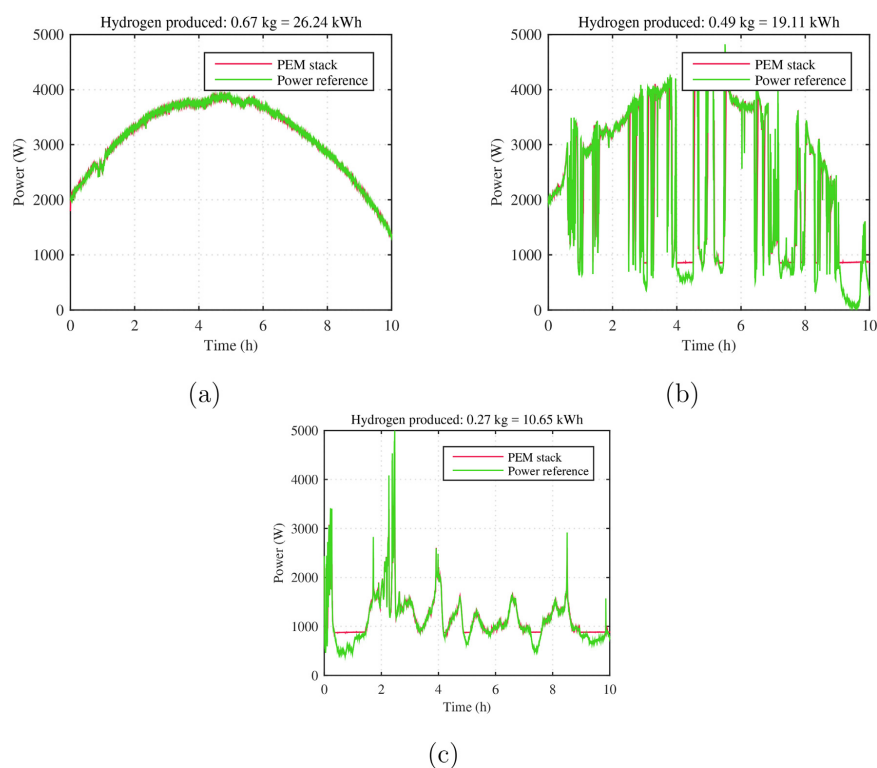 Hydrogen produced: 0.67 kg = 26.24 kWh
5000
4000
3000
2000
1000
0
Power (W)
PEM stack
Power reference
0 2 4 6 8 10
Time (h)
(a)
Hydrogen produced: 0.49 kg = 19.11 kWh
5000
4000
3000
2000
1000
0
Power (W)
PEM stack
Power reference
0 2 4 6 8 10
Time (h)
(b)
Hydrogen produced: 0.27 kg = 10.65 kWh
5000
4000
3000
2000
1000
0
Power (W)
PEM stack
Power reference
0 2 4 6 8 10
Time (h)
(c)